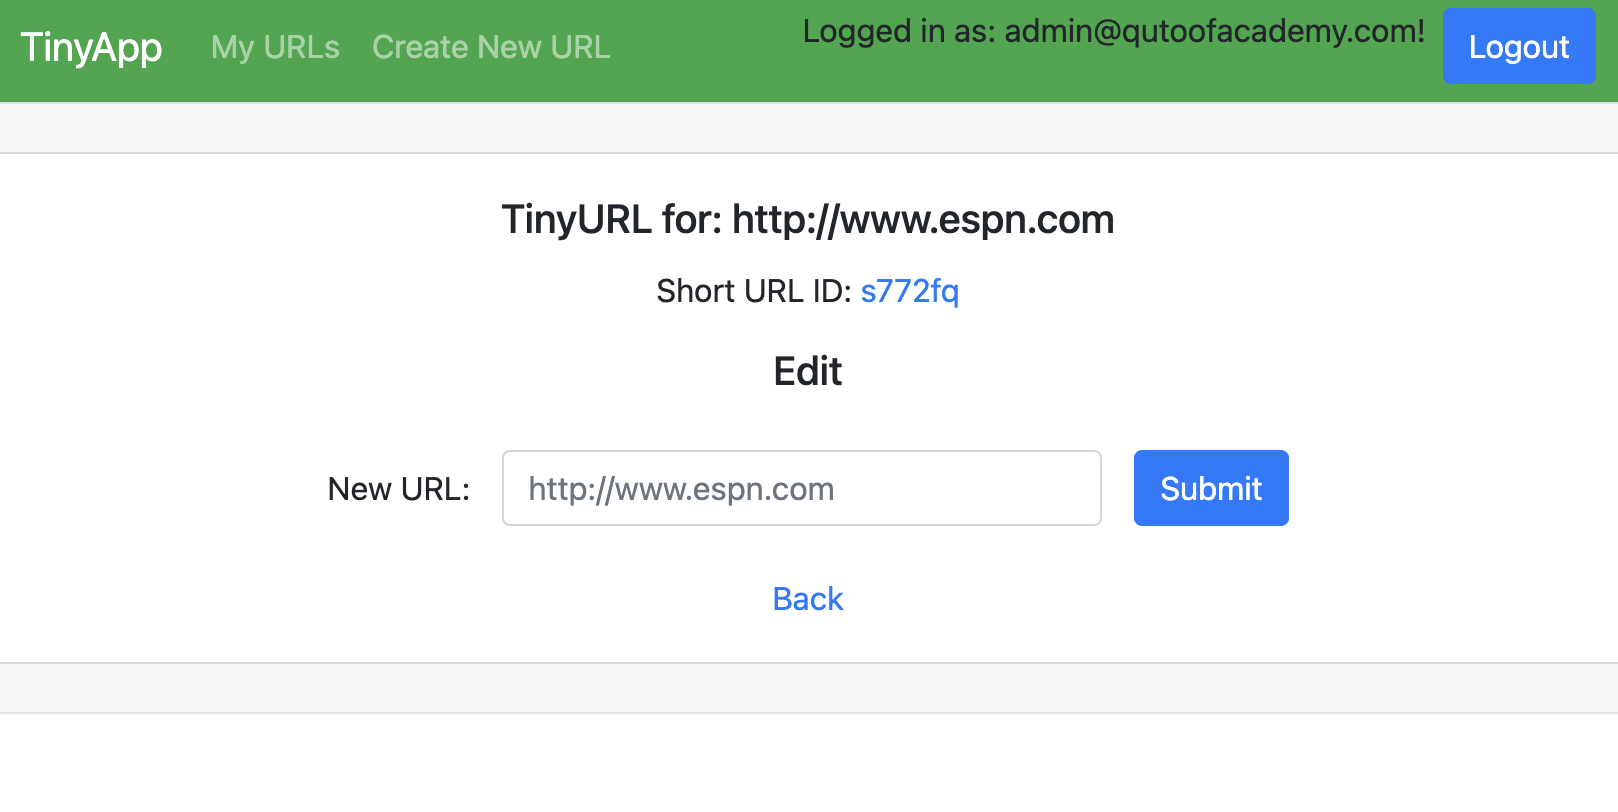 TinyApp My URLs Create New URL Logged in as: admin@qutoofacademy.com! Logout
TinyURL for: http://www.espn.com
Short URL ID: s772fq
Edit
New URL: http://www.espn.com Submit
Back